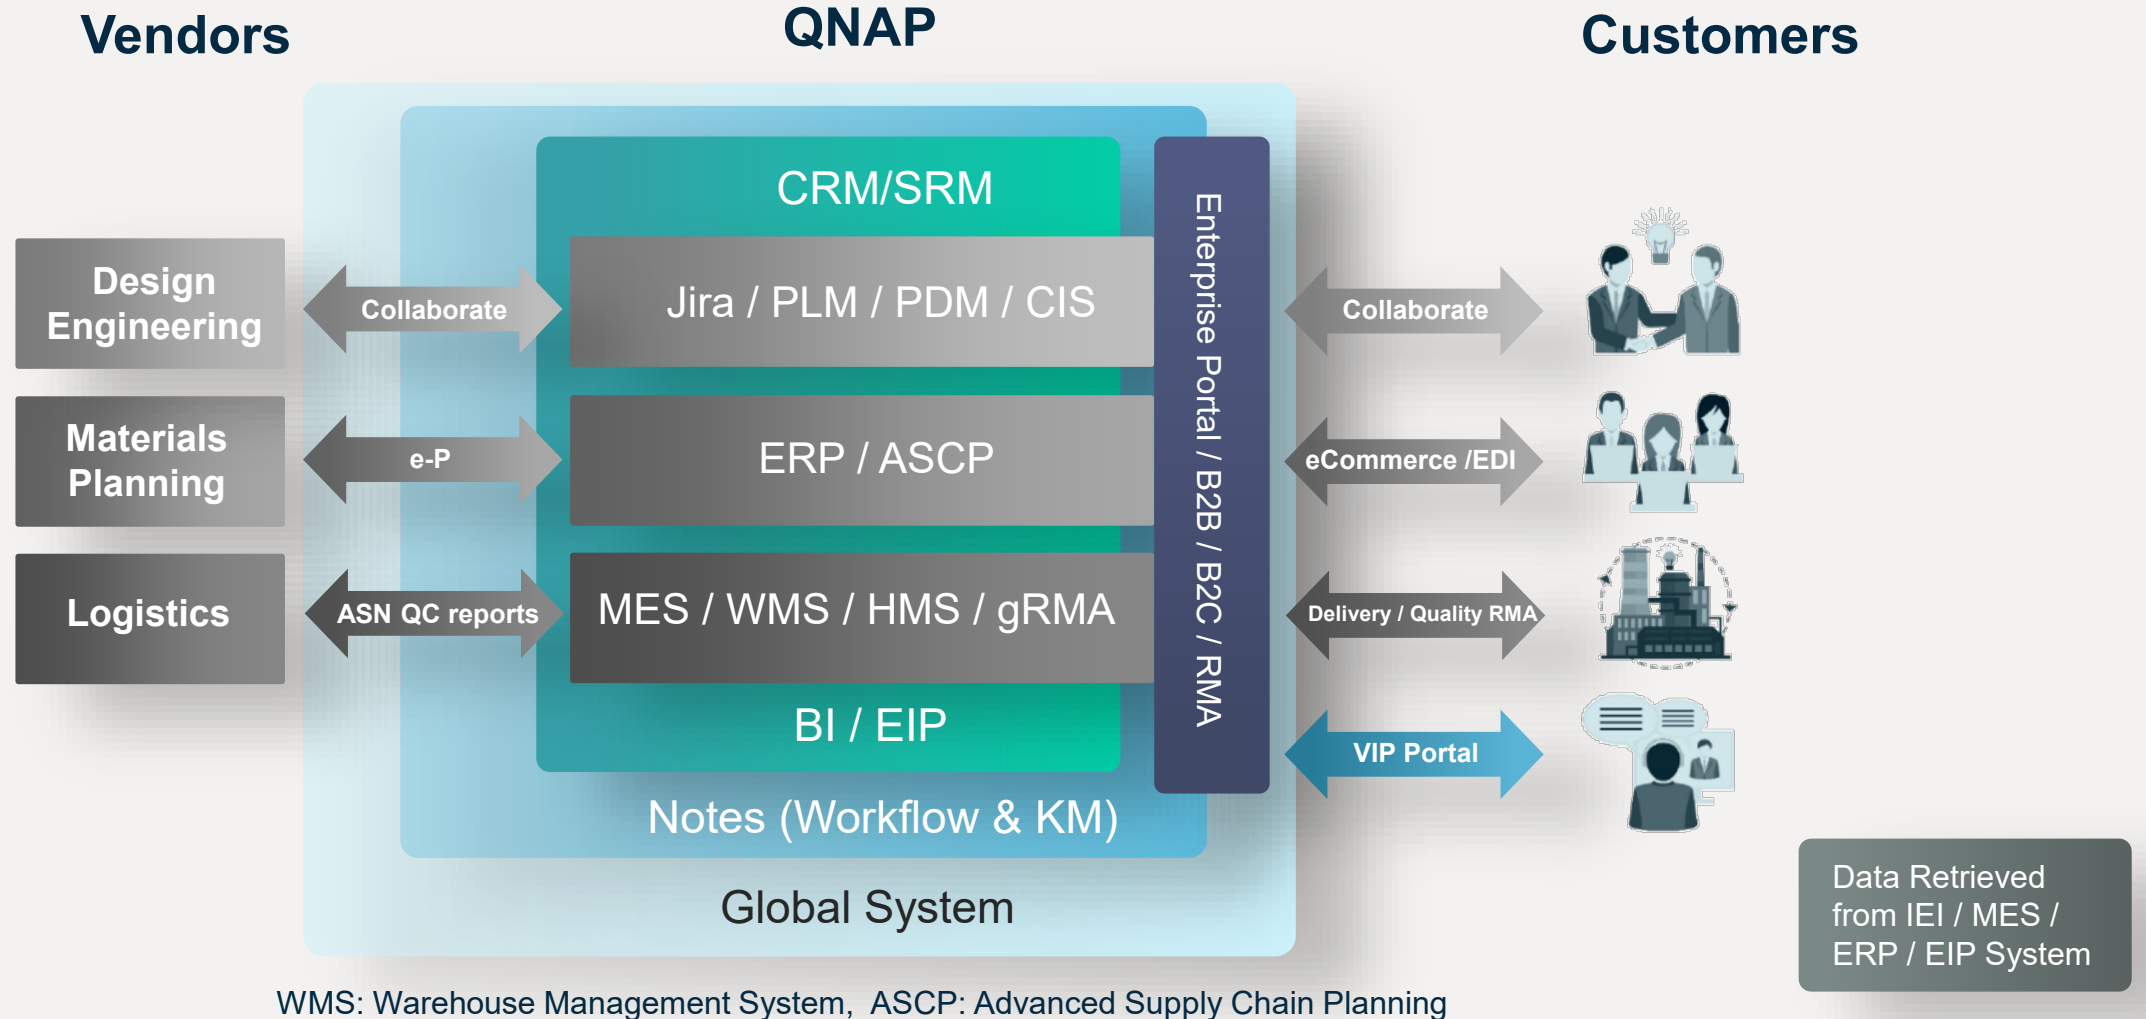 Vendors
QNAP
Customers
CRM/SRM
Design
Engineering
Collaborate
Jira / PLM / PDM / CIS
Collaborate
Materials
Planning
e-P
ERP / ASCP
eCommerce /EDI
Logistics
ASN QC reports
MES / WMS / HMS / gRMA
Delivery / Quality RMA
Enterprise Portal / B2B / B2C / RMA
BI / EIP
VIP Portal
Notes (Workflow & KM)
Global System
Data Retrieved
from IEI / MES /
ERP / EIP System
WMS: Warehouse Management System,  ASCP: Advanced Supply Chain Planning